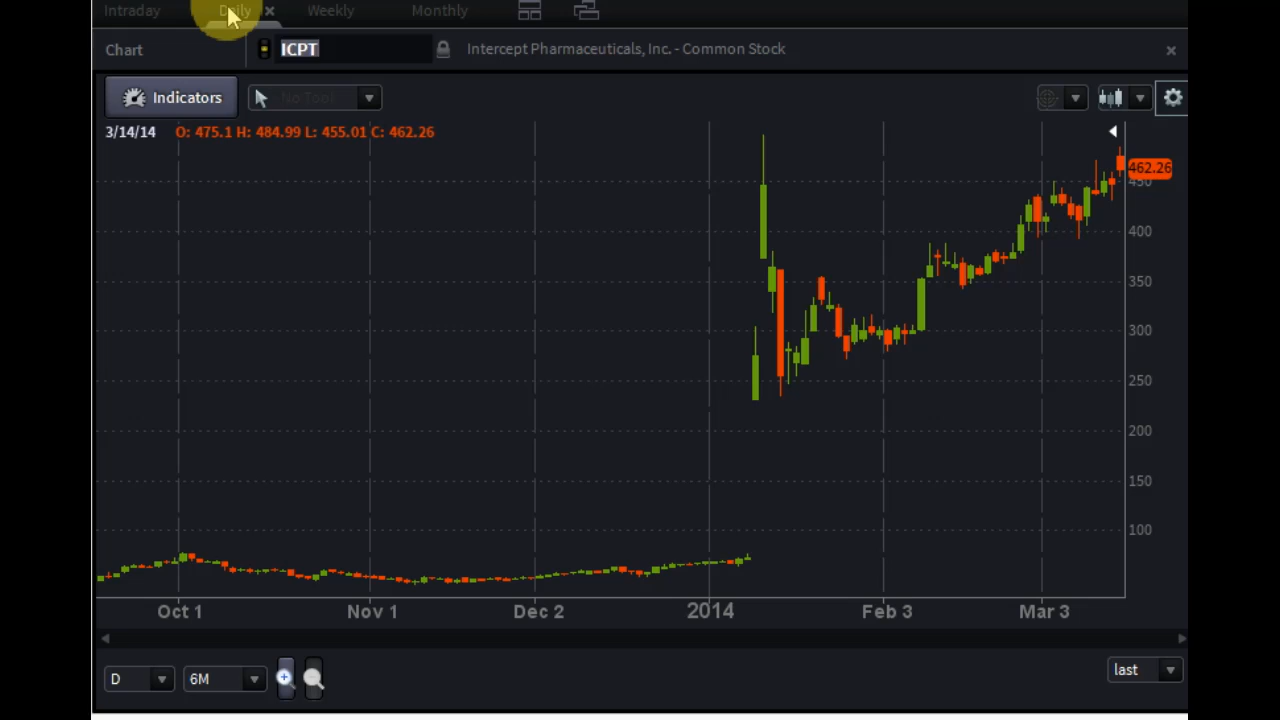 Intraday Daily Weekly Monthly
Chart ICPT Intercept Pharmaceuticals, Inc. - Common Stock
Indicators No Tool
3/14/14 O: 475.1 H: 484.99 L: 455.01 C: 462.26
462.26
450
400
350
300
250
200
150
100
Oct 1 Nov 1 Dec 2 2014 Feb 3 Mar 3
D 6M last